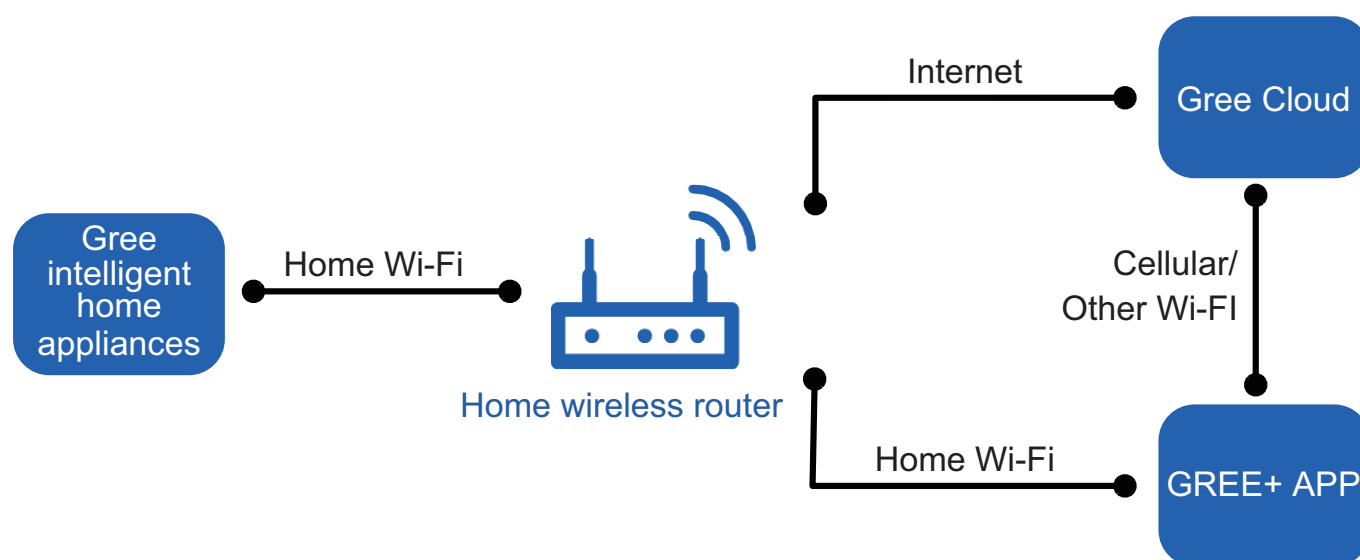 Internet
Gree Cloud
Gree
intelligent
home
appliances
Home Wi-Fi
Cellular/
Other Wi-FI
Home wireless router
Home Wi-Fi
GREE+ APP